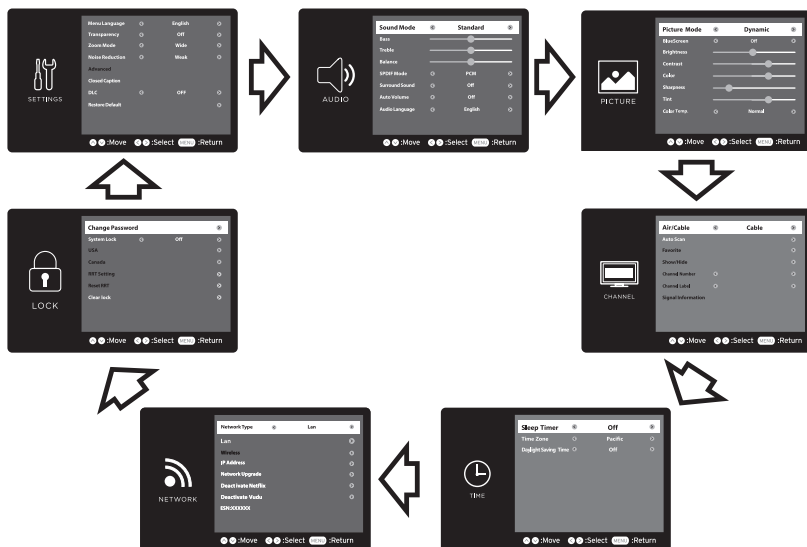 SETTINGS
Menu Language English
Transparency Off
Zoom Mode Wide
Noise Reduction Weak
Advanced
Closed Caption
DLC OFF
Restore Default
:Move :Select MENU :Return
AUDIO
Sound Mode Standard
Bass
Treble
Balance
SPDIF Mode PCM
Surround Sound Off
Auto Volume Off
Audio Language English
:Move :Select MENU :Return
PICTURE
Picture Mode Dynamic
BlueScreen Off
Brightness
Contrast
Color
Sharpness
Tint
Color Temp. Normal
:Move :Select MENU :Return
LOCK
Change Password
System Lock Off
USA
Canada
RRT Setting
Reset RRT
Clear lock
:Move :Select MENU :Return
CHANNEL
Air/Cable Cable
Auto Scan
Favorite
Show/Hide
Channel Number
Channel Label
Signal Information
:Move :Select MENU :Return
NETWORK
Network Type Lan
Lan
Wireless
IP Address
Network Upgrade
Deactivate Netflix
Deactivate Vudu
ESN:XXXXXX
:Move :Select MENU :Return
TIME
Sleep Timer Off
Time Zone Pacific
Daylight Saving Time Off
:Move :Select MENU :Return